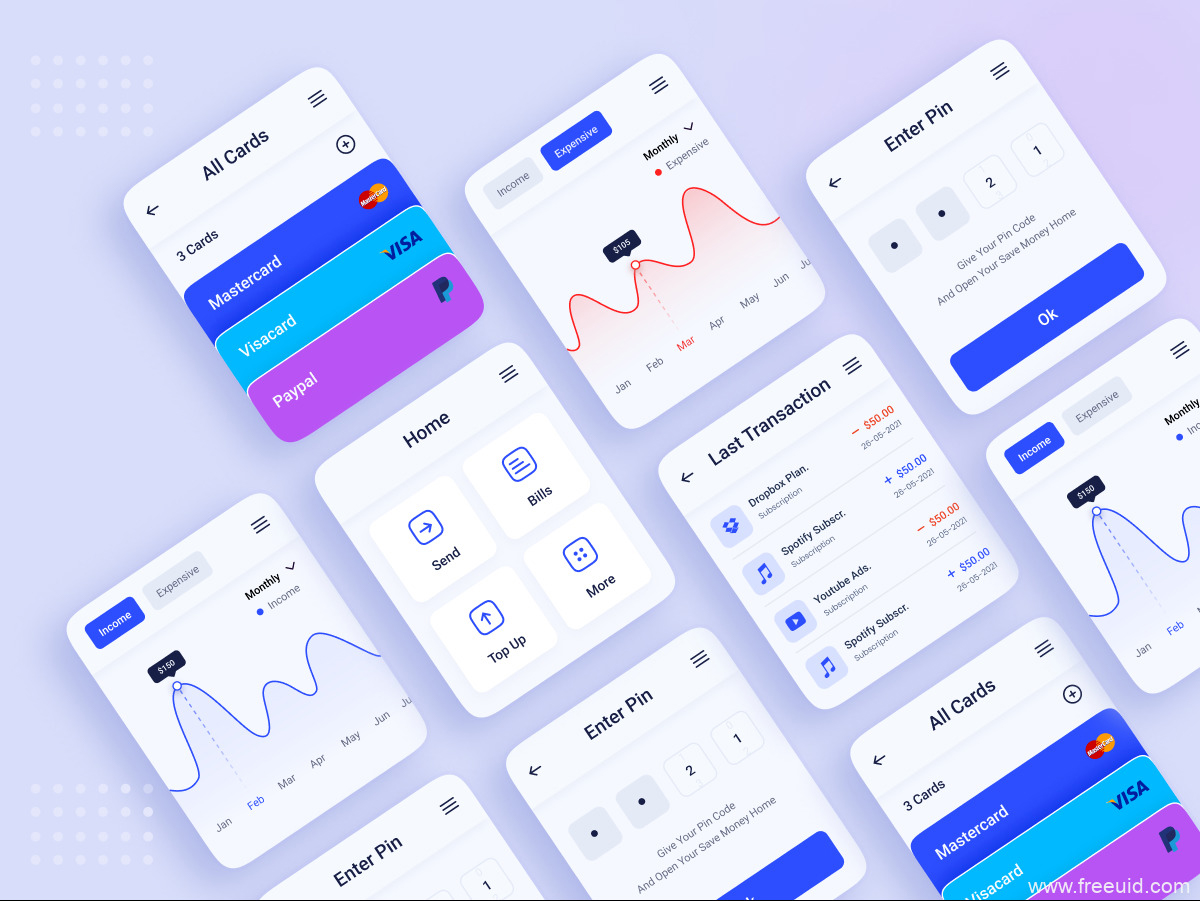 All Cards
3 Cards
Mastercard
MasterCard
Visacard
VISA
Paypal
Income
Expensive
Monthly
Expensive
$105
Jan
Feb
Mar
Apr
May
Jun
Enter Pin
2
1
Give Your Pin Code
And Open Your Save Money Home
Ok
Home
Send
Bills
Top Up
More
Last Transaction
Dropbox Plan.
Subscription
− $50.00
26-05-2021
Spotify Subscr.
Subscription
+ $50.00
26-05-2021
Youtube Ads.
Subscription
− $50.00
26-05-2021
Spotify Subscr.
Subscription
+ $50.00
26-05-2021
Income
Expensive
Monthly
$150
Jan
Feb
Income
Expensive
Monthly
Income
$150
Jan
Feb
Mar
Apr
May
Jun
Enter Pin
1
Enter Pin
2
1
Give Your Pin Code
And Open Your Save Money Home
All Cards
3 Cards
Mastercard
MasterCard
Visacard
VISA
www.freeuid.com